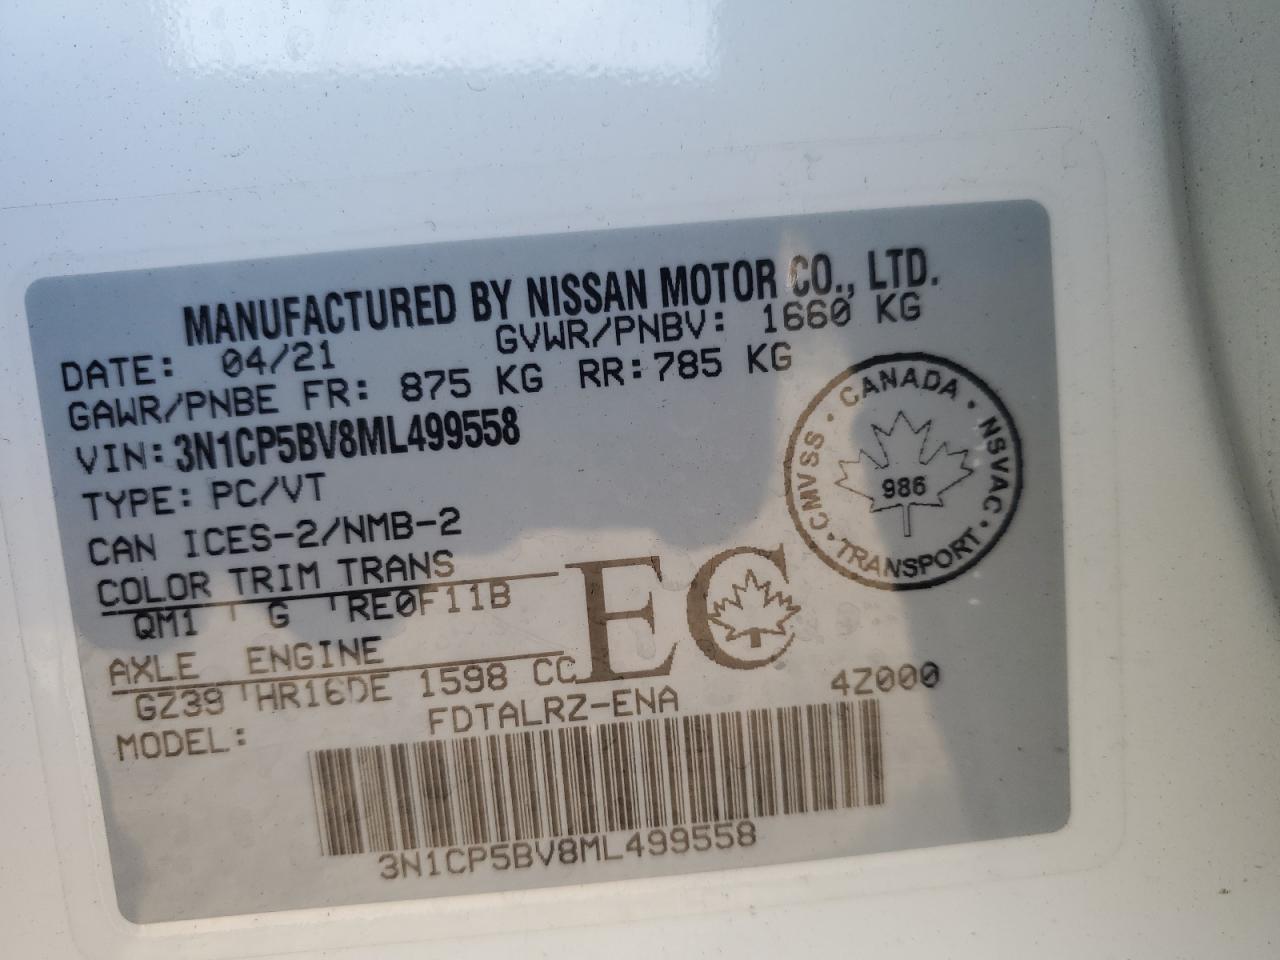 MANUFACTURED BY NISSAN MOTOR CO., LTD.
DATE: 04/21 GVWR/PNBV: 1660 KG
GAWR/PNBE FR: 875 KG RR: 785 KG
VIN: 3N1CP5BV8ML499558
TYPE: PC/VT
CAN ICES-2/NMB-2
COLOR TRIM TRANS
QM1 G RE0F11B
AXLE ENGINE
GZ39 HR16DE 1598 CC
MODEL: FDTALRZ-ENA 4Z000
3N1CP5BV8ML499558
EC
· CANADA · NSVAC · TRANSPORT · CMVSS
986